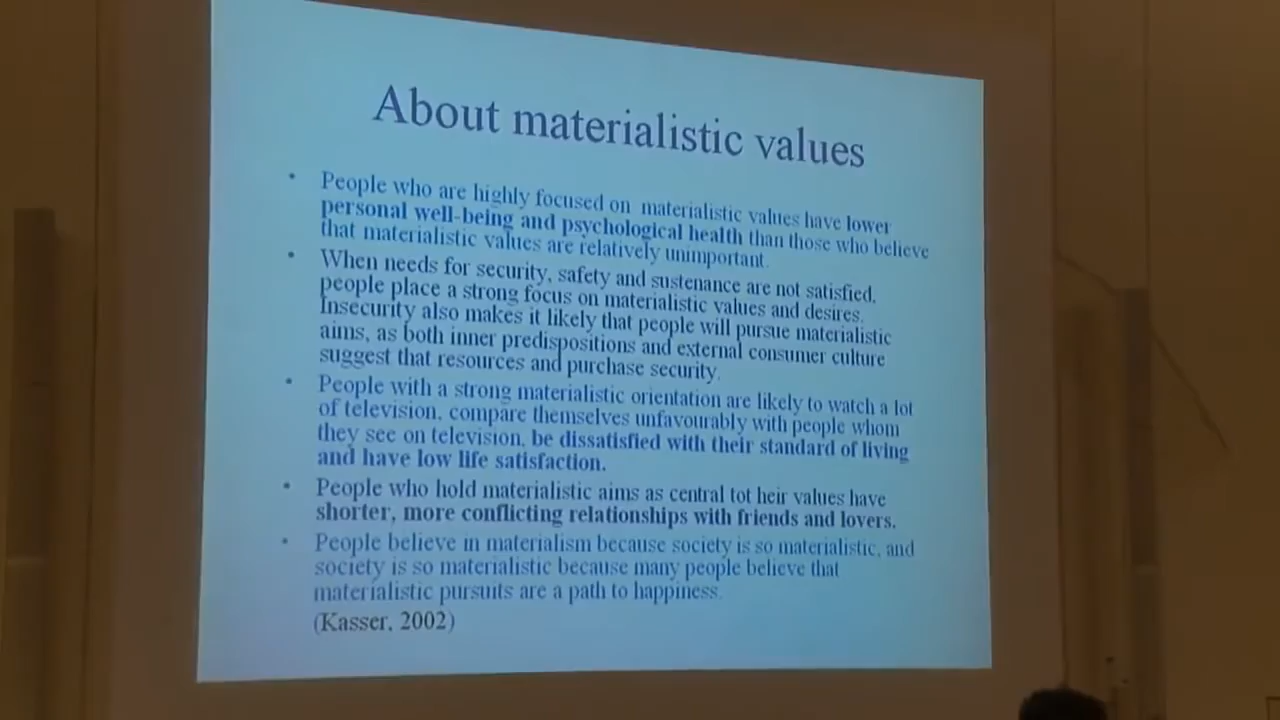 About materialistic values
• People who are highly focused on materialistic values have lower
personal well-being and psychological health than those who believe
that materialistic values are relatively unimportant.
• When needs for security, safety and sustenance are not satisfied,
people place a strong focus on materialistic values and desires.
Insecurity also makes it likely that people will pursue materialistic
aims, as both inner predispositions and external consumer culture
suggest that resources and purchase security.
• People with a strong materialistic orientation are likely to watch a lot
of television, compare themselves unfavourably with people whom
they see on television, be dissatisfied with their standard of living
and have low life satisfaction.
• People who hold materialistic aims as central tot heir values have
shorter, more conflicting relationships with friends and lovers.
• People believe in materialism because society is so materialistic, and
society is so materialistic because many people believe that
materialistic pursuits are a path to happiness.
(Kasser, 2002)